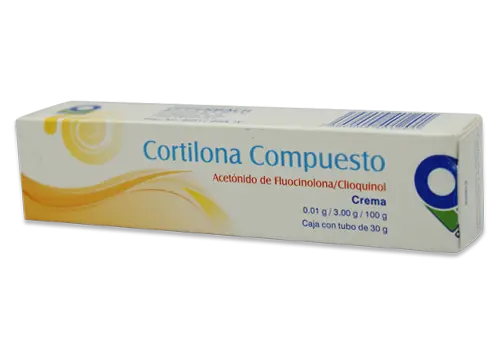 Cortilona Compuesto
Acetónido de Fluocinolona/Clioquinol
Crema
0.01 g / 3.00 g / 100 g
Caja con tubo de 30 g